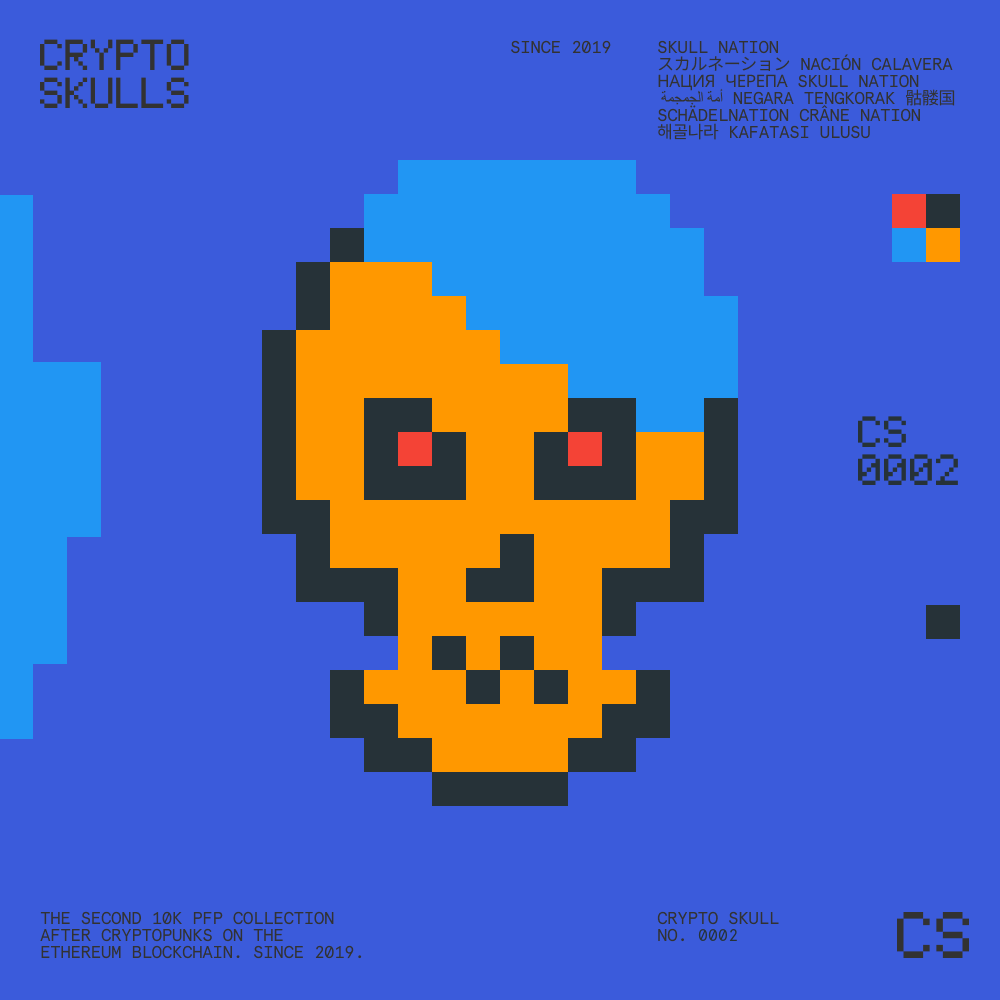 CRYPTO
SKULLS
SINCE 2019
SKULL NATION
スカルネーション NACIÓN CALAVERA
НАЦИЯ ЧЕРЕПА SKULL NATION
أمة الجمجمة NEGARA TENGKORAK 骷髅国
SCHÄDELNATION CRÂNE NATION
해골나라 KAFATASI ULUSU
CS
0002
THE SECOND 10K PFP COLLECTION
AFTER CRYPTOPUNKS ON THE
ETHEREUM BLOCKCHAIN. SINCE 2019.
CRYPTO SKULL
NO. 0002
CS